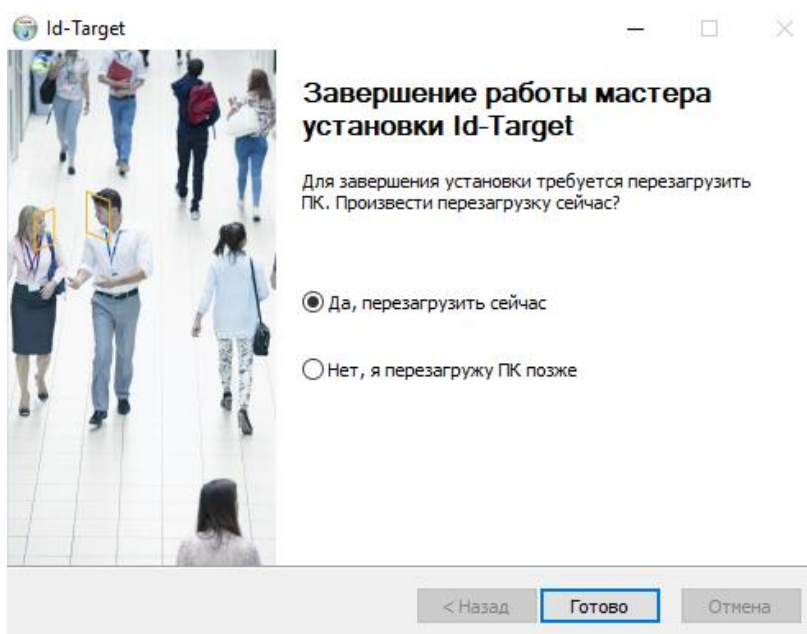 Id-Target
Завершение работы мастера
установки Id-Target
Для завершения установки требуется перезагрузить
ПК. Произвести перезагрузку сейчас?
Да, перезагрузить сейчас
Нет, я перезагружу ПК позже
< Назад
Готово
Отмена